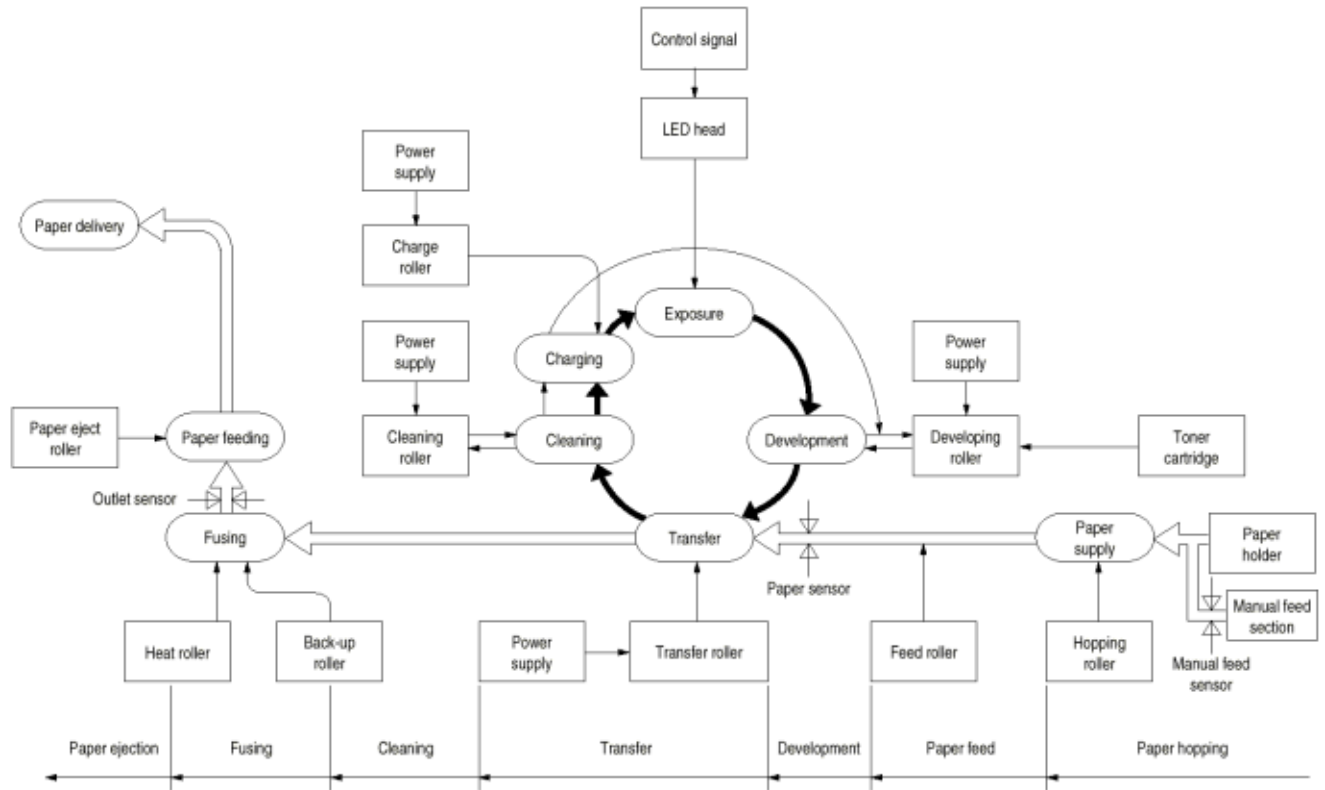 Control signal
LED head
Power
supply
Charge
roller
Paper delivery
Exposure
Charging
Power
supply
Power
supply
Paper eject
roller
Paper feeding
Cleaning
roller
Cleaning
Development
Developing
roller
Toner
cartridge
Outlet sensor
Fusing
Transfer
Paper
supply
Paper
holder
Paper sensor
Manual feed
section
Heat roller
Back-up
roller
Power
supply
Transfer roller
Feed roller
Hopping
roller
Manual feed
sensor
Paper ejection
Fusing
Cleaning
Transfer
Development
Paper feed
Paper hopping